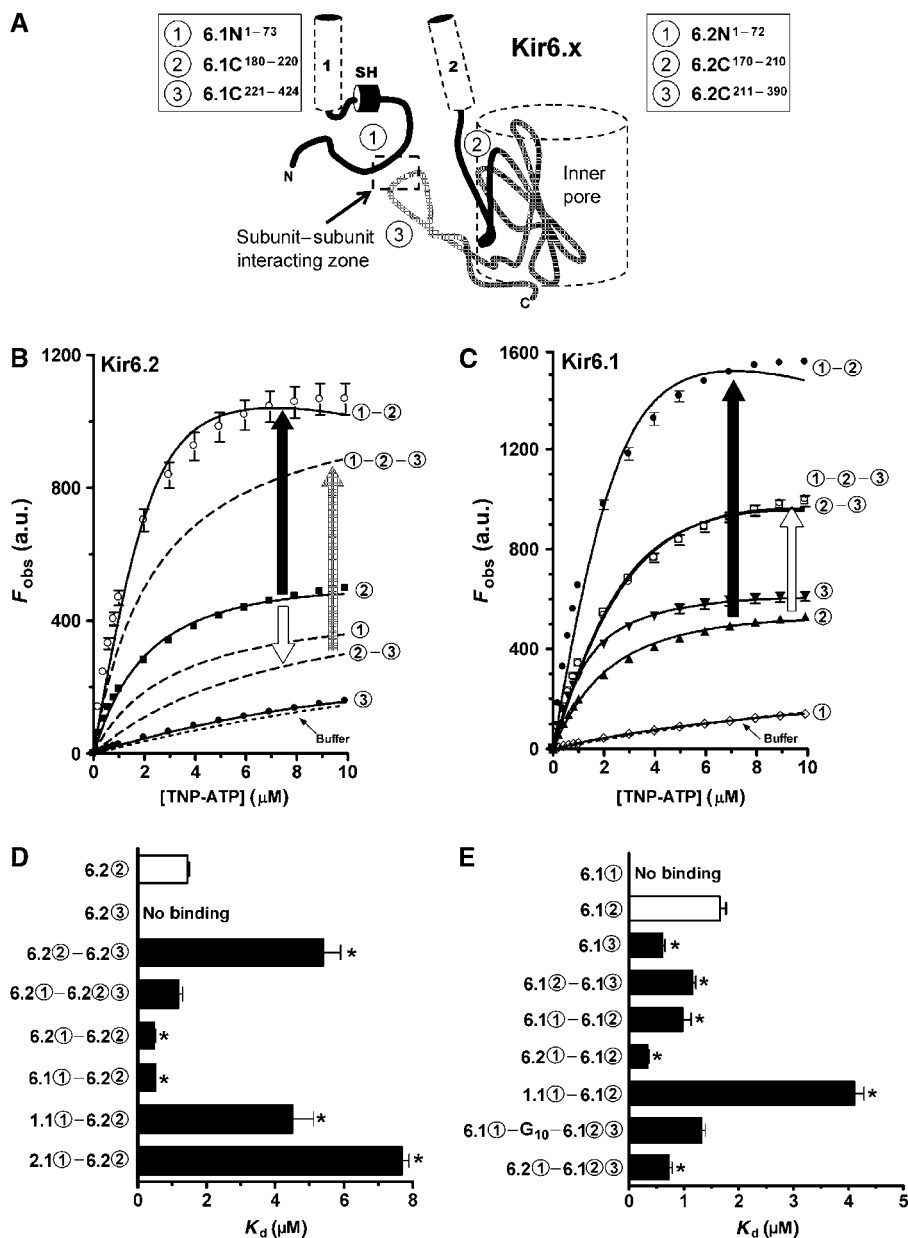 A
① 6.1N1–73
② 6.1C180–220
③ 6.1C221–424
1
SH
2
Kir6.x
① 6.2N1–72
② 6.2C170–210
③ 6.2C211–390
①
②
N
Inner
pore
Subunit–subunit
interacting zone
③
C
B
Kir6.2
1200
800
400
0
Fobs (a.u.)
①–②
①–②–③
②
①
②–③
③
Buffer
0 2 4 6 8 10
[TNP-ATP] (μM)
C
Kir6.1
1600
1200
800
400
0
Fobs (a.u.)
①–②
①–②–③
②–③
③
②
①
Buffer
0 2 4 6 8 10
[TNP-ATP] (μM)
D
6.2②
6.2③ No binding
6.2②–6.2③ *
6.2①–6.2②③
6.2①–6.2② *
6.1①–6.2② *
1.1①–6.2② *
2.1①–6.2② *
0 2 4 6 8
Kd (μM)
E
6.1① No binding
6.1②
6.1③ *
6.1②–6.1③ *
6.1①–6.1② *
6.2①–6.1② *
1.1①–6.1② *
6.1①–G10–6.1②③
6.2①–6.1②③ *
0 1 2 3 4 5
Kd (μM)